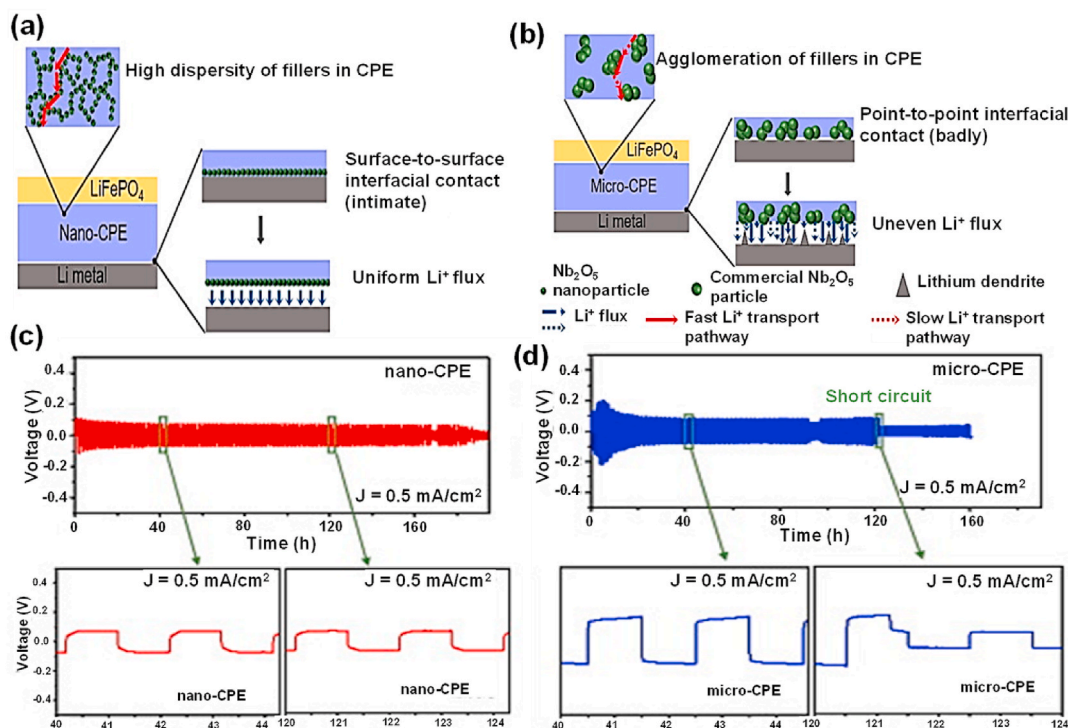 (a)
High dispersity of fillers in CPE
LiFePO₄
Nano-CPE
Li metal
Surface-to-surface
interfacial contact
(intimate)
Uniform Li⁺ flux
(b)
Agglomeration of fillers in CPE
LiFePO₄
Micro-CPE
Li metal
Point-to-point interfacial
contact (badly)
Uneven Li⁺ flux
Nb₂O₅
nanoparticle
Commercial Nb₂O₅
particle
Lithium dendrite
Li⁺ flux
Fast Li⁺ transport
pathway
Slow Li⁺ transport
pathway
(c)
nano-CPE
J = 0.5 mA/cm²
Voltage (V)
0.4
0.2
0.0
-0.2
-0.4
0 40 80 120 160
Time (h)
J = 0.5 mA/cm²
J = 0.5 mA/cm²
Voltage (V)
0.4
0.2
0.0
-0.2
-0.4
nano-CPE
nano-CPE
40 41 42 43 44
120 121 122 123 124
(d)
micro-CPE
Short circuit
J = 0.5 mA/cm²
Voltage (V)
0.4
0.2
0.0
-0.2
-0.4
0 40 80 120 160
Time (h)
J = 0.5 mA/cm²
J = 0.5 mA/cm²
micro-CPE
micro-CPE
40 41 42 43 44
120 121 122 123 124